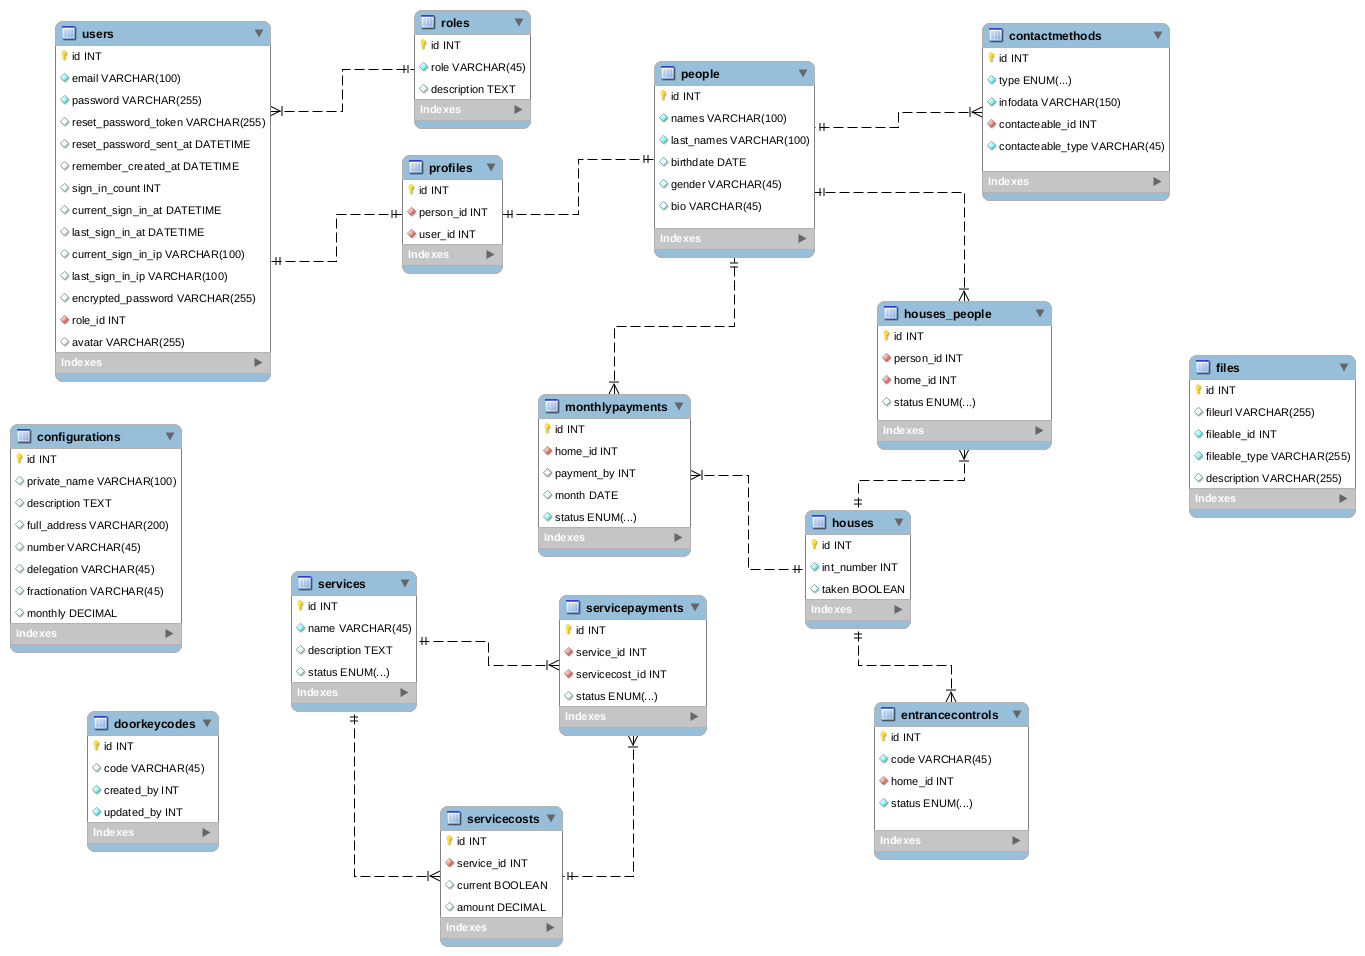 users
id INT
email VARCHAR(100)
password VARCHAR(255)
reset_password_token VARCHAR(255)
reset_password_sent_at DATETIME
remember_created_at DATETIME
sign_in_count INT
current_sign_in_at DATETIME
last_sign_in_at DATETIME
current_sign_in_ip VARCHAR(100)
last_sign_in_ip VARCHAR(100)
encrypted_password VARCHAR(255)
role_id INT
avatar VARCHAR(255)
Indexes
roles
id INT
role VARCHAR(45)
description TEXT
Indexes
profiles
id INT
person_id INT
user_id INT
Indexes
people
id INT
names VARCHAR(100)
last_names VARCHAR(100)
birthdate DATE
gender VARCHAR(45)
bio VARCHAR(45)
Indexes
contactmethods
id INT
type ENUM(...)
infodata VARCHAR(150)
contacteable_id INT
contacteable_type VARCHAR(45)
Indexes
houses_people
id INT
person_id INT
home_id INT
status ENUM(...)
Indexes
files
id INT
fileurl VARCHAR(255)
fileable_id INT
fileable_type VARCHAR(255)
description VARCHAR(255)
Indexes
monthlypayments
id INT
home_id INT
payment_by INT
month DATE
status ENUM(...)
Indexes
configurations
id INT
private_name VARCHAR(100)
description TEXT
full_address VARCHAR(200)
number VARCHAR(45)
delegation VARCHAR(45)
fractionation VARCHAR(45)
monthly DECIMAL
Indexes
houses
id INT
int_number INT
taken BOOLEAN
Indexes
services
id INT
name VARCHAR(45)
description TEXT
status ENUM(...)
Indexes
servicepayments
id INT
service_id INT
servicecost_id INT
status ENUM(...)
Indexes
entrancecontrols
id INT
code VARCHAR(45)
home_id INT
status ENUM(...)
Indexes
doorkeycodes
id INT
code VARCHAR(45)
created_by INT
updated_by INT
Indexes
servicecosts
id INT
service_id INT
current BOOLEAN
amount DECIMAL
Indexes